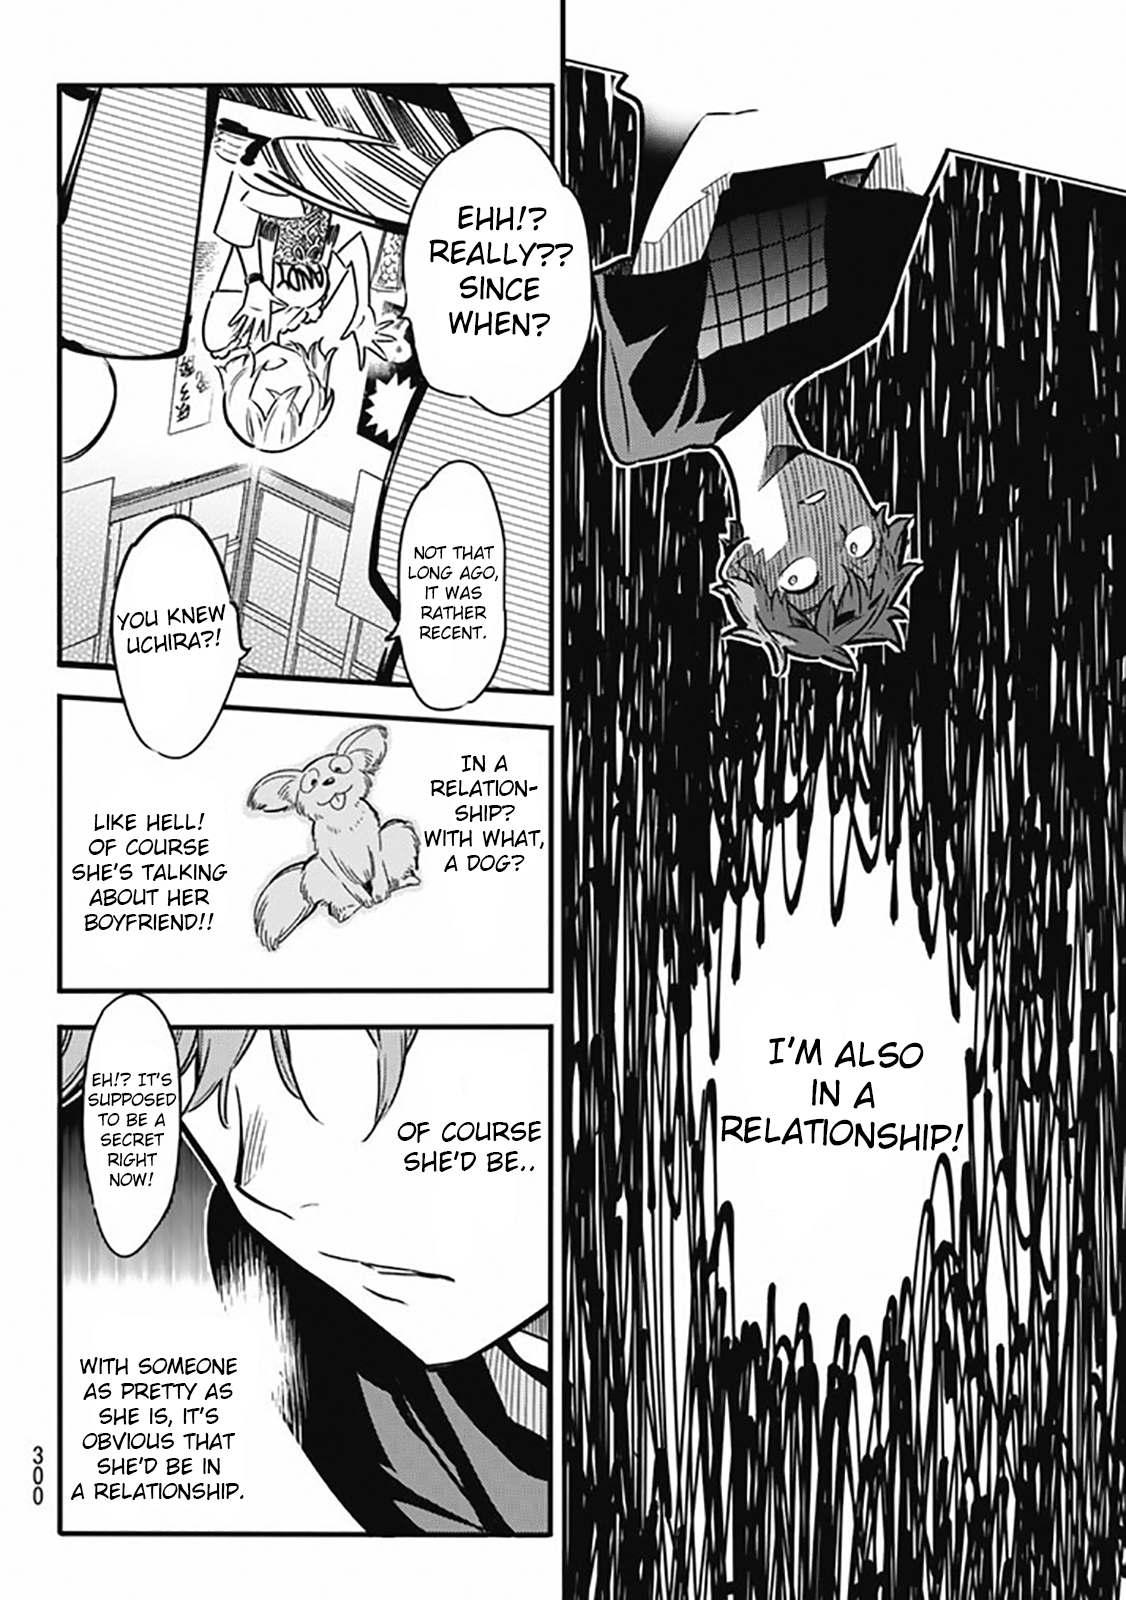 I'M ALSO
IN A
RELATIONSHIP!
EHH!?
REALLY??
SINCE
WHEN?
NOT THAT
LONG AGO,
IT WAS
RATHER
RECENT.
YOU KNEW
UCHIRA?!
IN A
RELATION-
SHIP?
WITH WHAT,
A DOG?
LIKE HELL!
OF COURSE
SHE'S TALKING
ABOUT HER
BOYFRIEND!!
OF COURSE
SHE'D BE..
EH!? IT'S
SUPPOSED
TO BE A
SECRET
RIGHT
NOW!
WITH SOMEONE
AS PRETTY AS
SHE IS, IT'S
OBVIOUS THAT
SHE'D BE IN
A RELATIONSHIP.
300